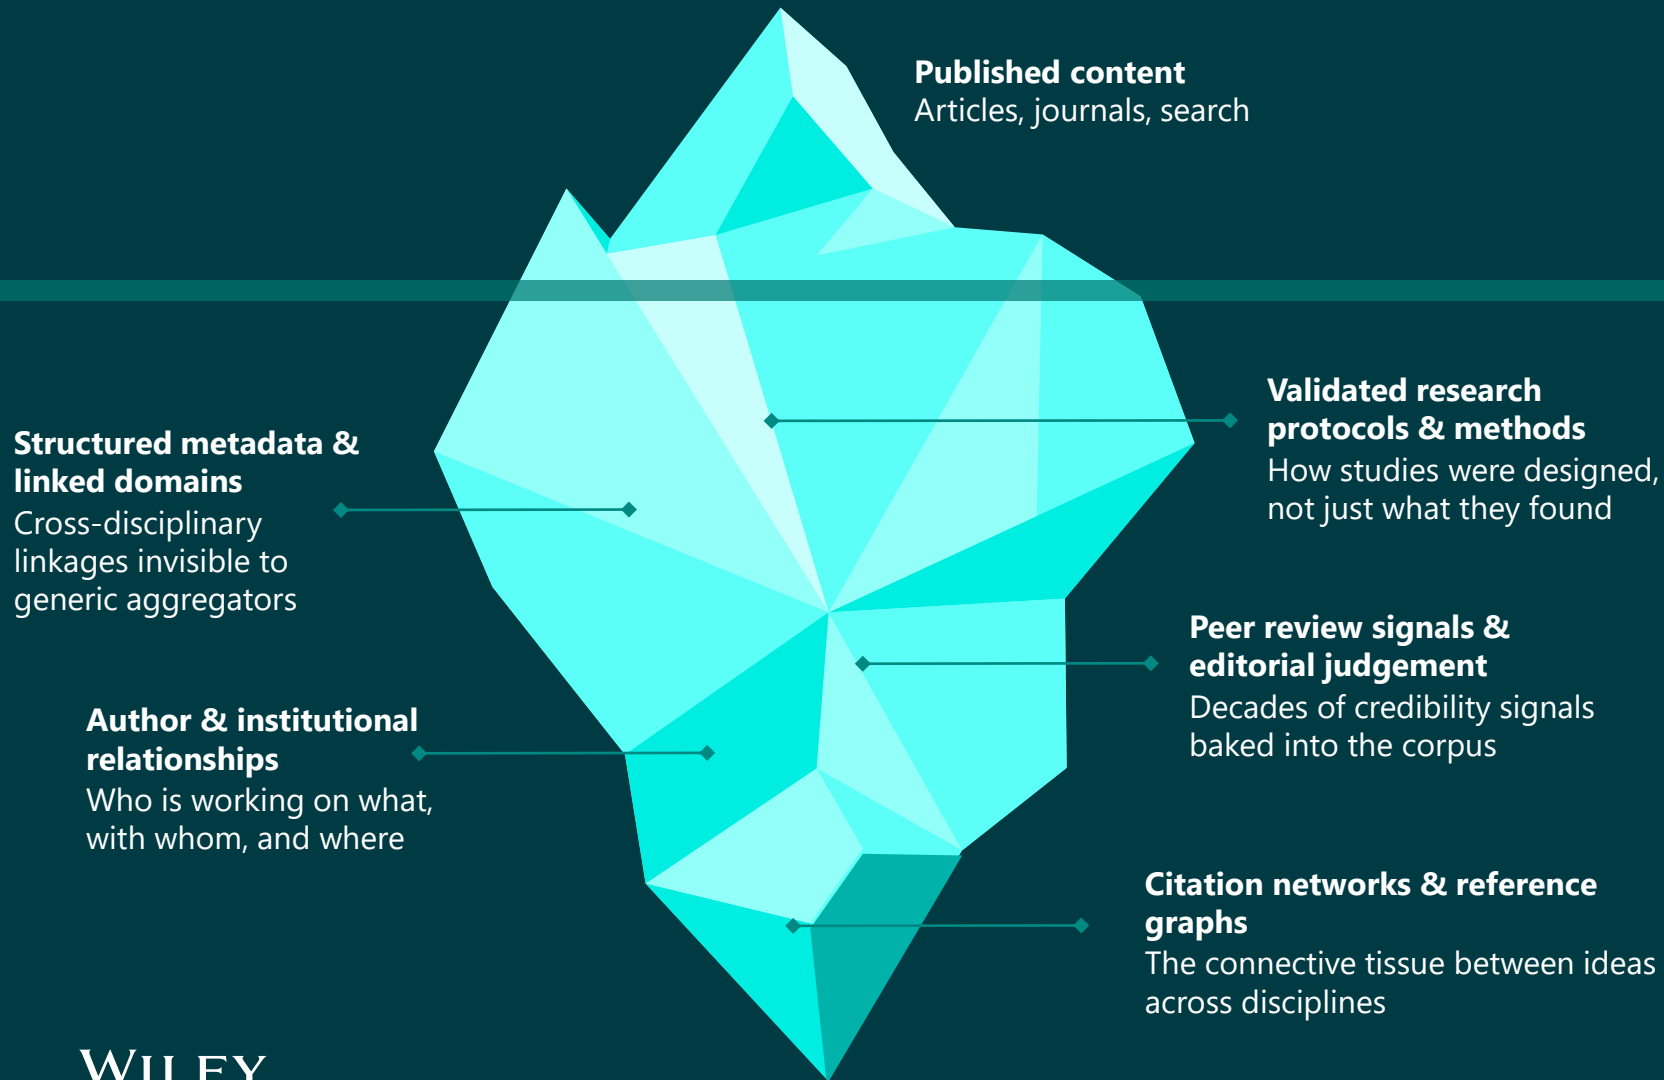 Published content
Articles, journals, search
Structured metadata &
linked domains
Cross-disciplinary
linkages invisible to
generic aggregators
Validated research
protocols & methods
How studies were designed,
not just what they found
Author & institutional
relationships
Who is working on what,
with whom, and where
Peer review signals &
editorial judgement
Decades of credibility signals
baked into the corpus
Citation networks & reference
graphs
The connective tissue between ideas
across disciplines
WILEY